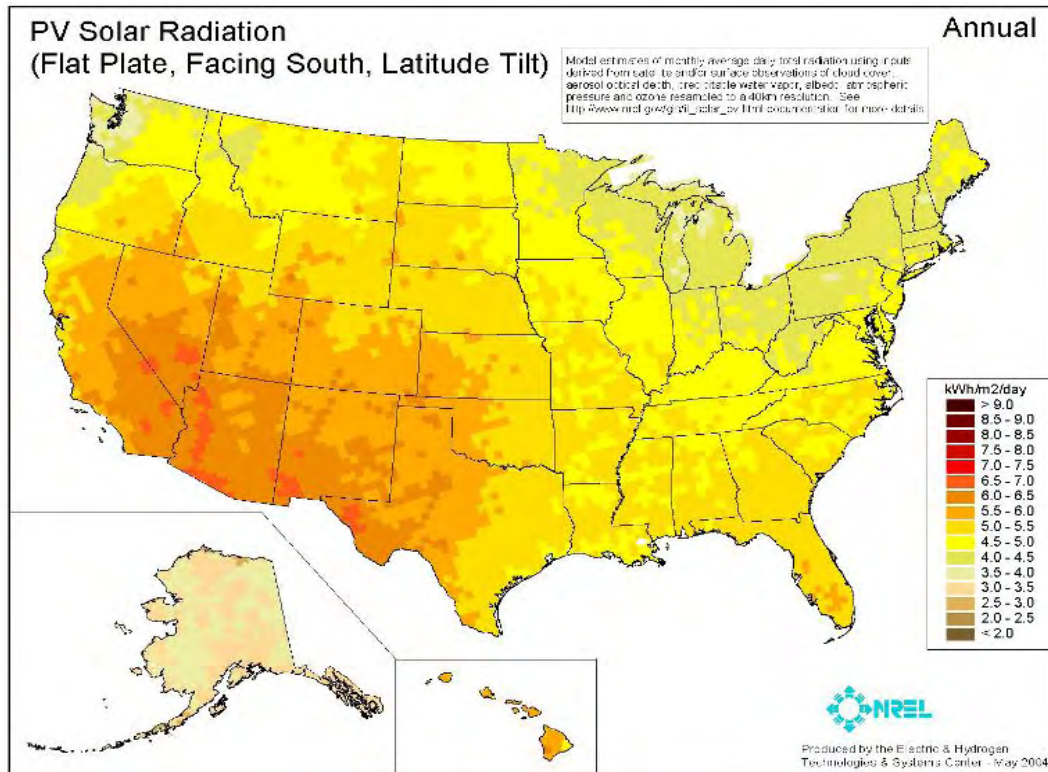 PV Solar Radiation
(Flat Plate, Facing South, Latitude Tilt)
Annual
Model estimates of monthly average daily total radiation using inputs
derived from satellite and/or surface observations of cloud cover,
aerosol optical depth, precipitable water vapor, albedo, atmospheric
pressure and ozone resampled to a 40km resolution. See
for more details.
kWh/m2/day
> 9.0
8.5 - 9.0
8.0 - 8.5
7.5 - 8.0
7.0 - 7.5
6.5 - 7.0
6.0 - 6.5
5.5 - 6.0
5.0 - 5.5
4.5 - 5.0
4.0 - 4.5
3.5 - 4.0
3.0 - 3.5
2.5 - 3.0
2.0 - 2.5
< 2.0
NREL
Produced by the Electric & Hydrogen
Technologies & Systems Center - May 2004